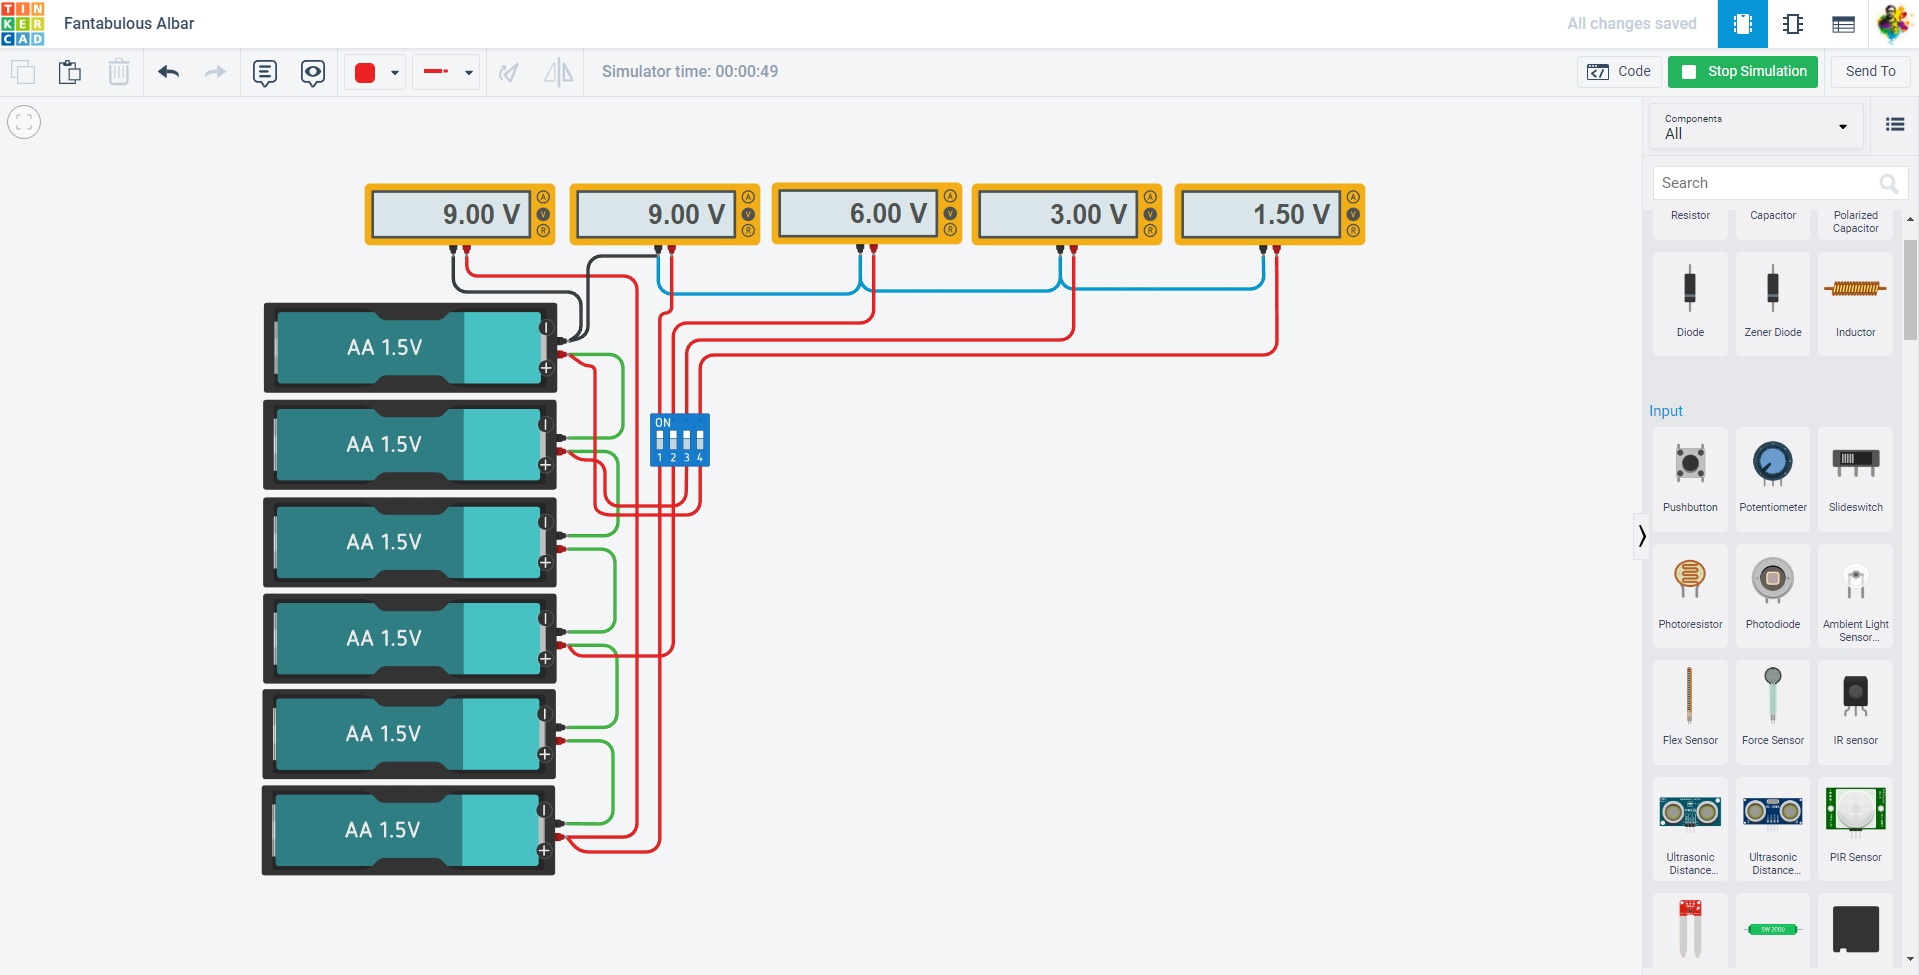 TIN
KER
CAD
Fantabulous Albar
All changes saved
Simulator time: 00:00:49
Code
Stop Simulation
Send To
Components
All
Search
9.00 V
A
V
R
9.00 V
A
V
R
6.00 V
A
V
R
3.00 V
A
V
R
1.50 V
A
V
R
AA 1.5V
AA 1.5V
AA 1.5V
AA 1.5V
AA 1.5V
AA 1.5V
ON
1 2 3 4
Resistor
Capacitor
Polarized
Capacitor
Diode
Zener Diode
Inductor
Input
Pushbutton
Potentiometer
Slideswitch
Photoresistor
Photodiode
Ambient Light
Sensor...
Flex Sensor
Force Sensor
IR sensor
Ultrasonic
Distance...
Ultrasonic
Distance...
PIR Sensor
SW 200D